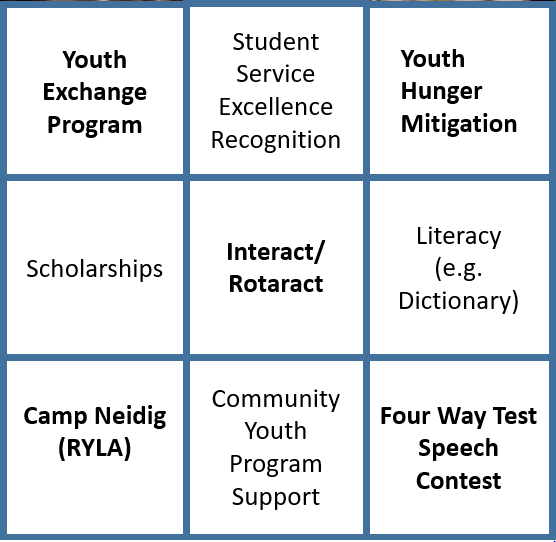 Youth
Exchange
Program
Student
Service
Excellence
Recognition
Youth
Hunger
Mitigation
Scholarships
Interact/
Rotaract
Literacy
(e.g.
Dictionary)
Camp Neidig
(RYLA)
Community
Youth
Program
Support
Four Way Test
Speech
Contest